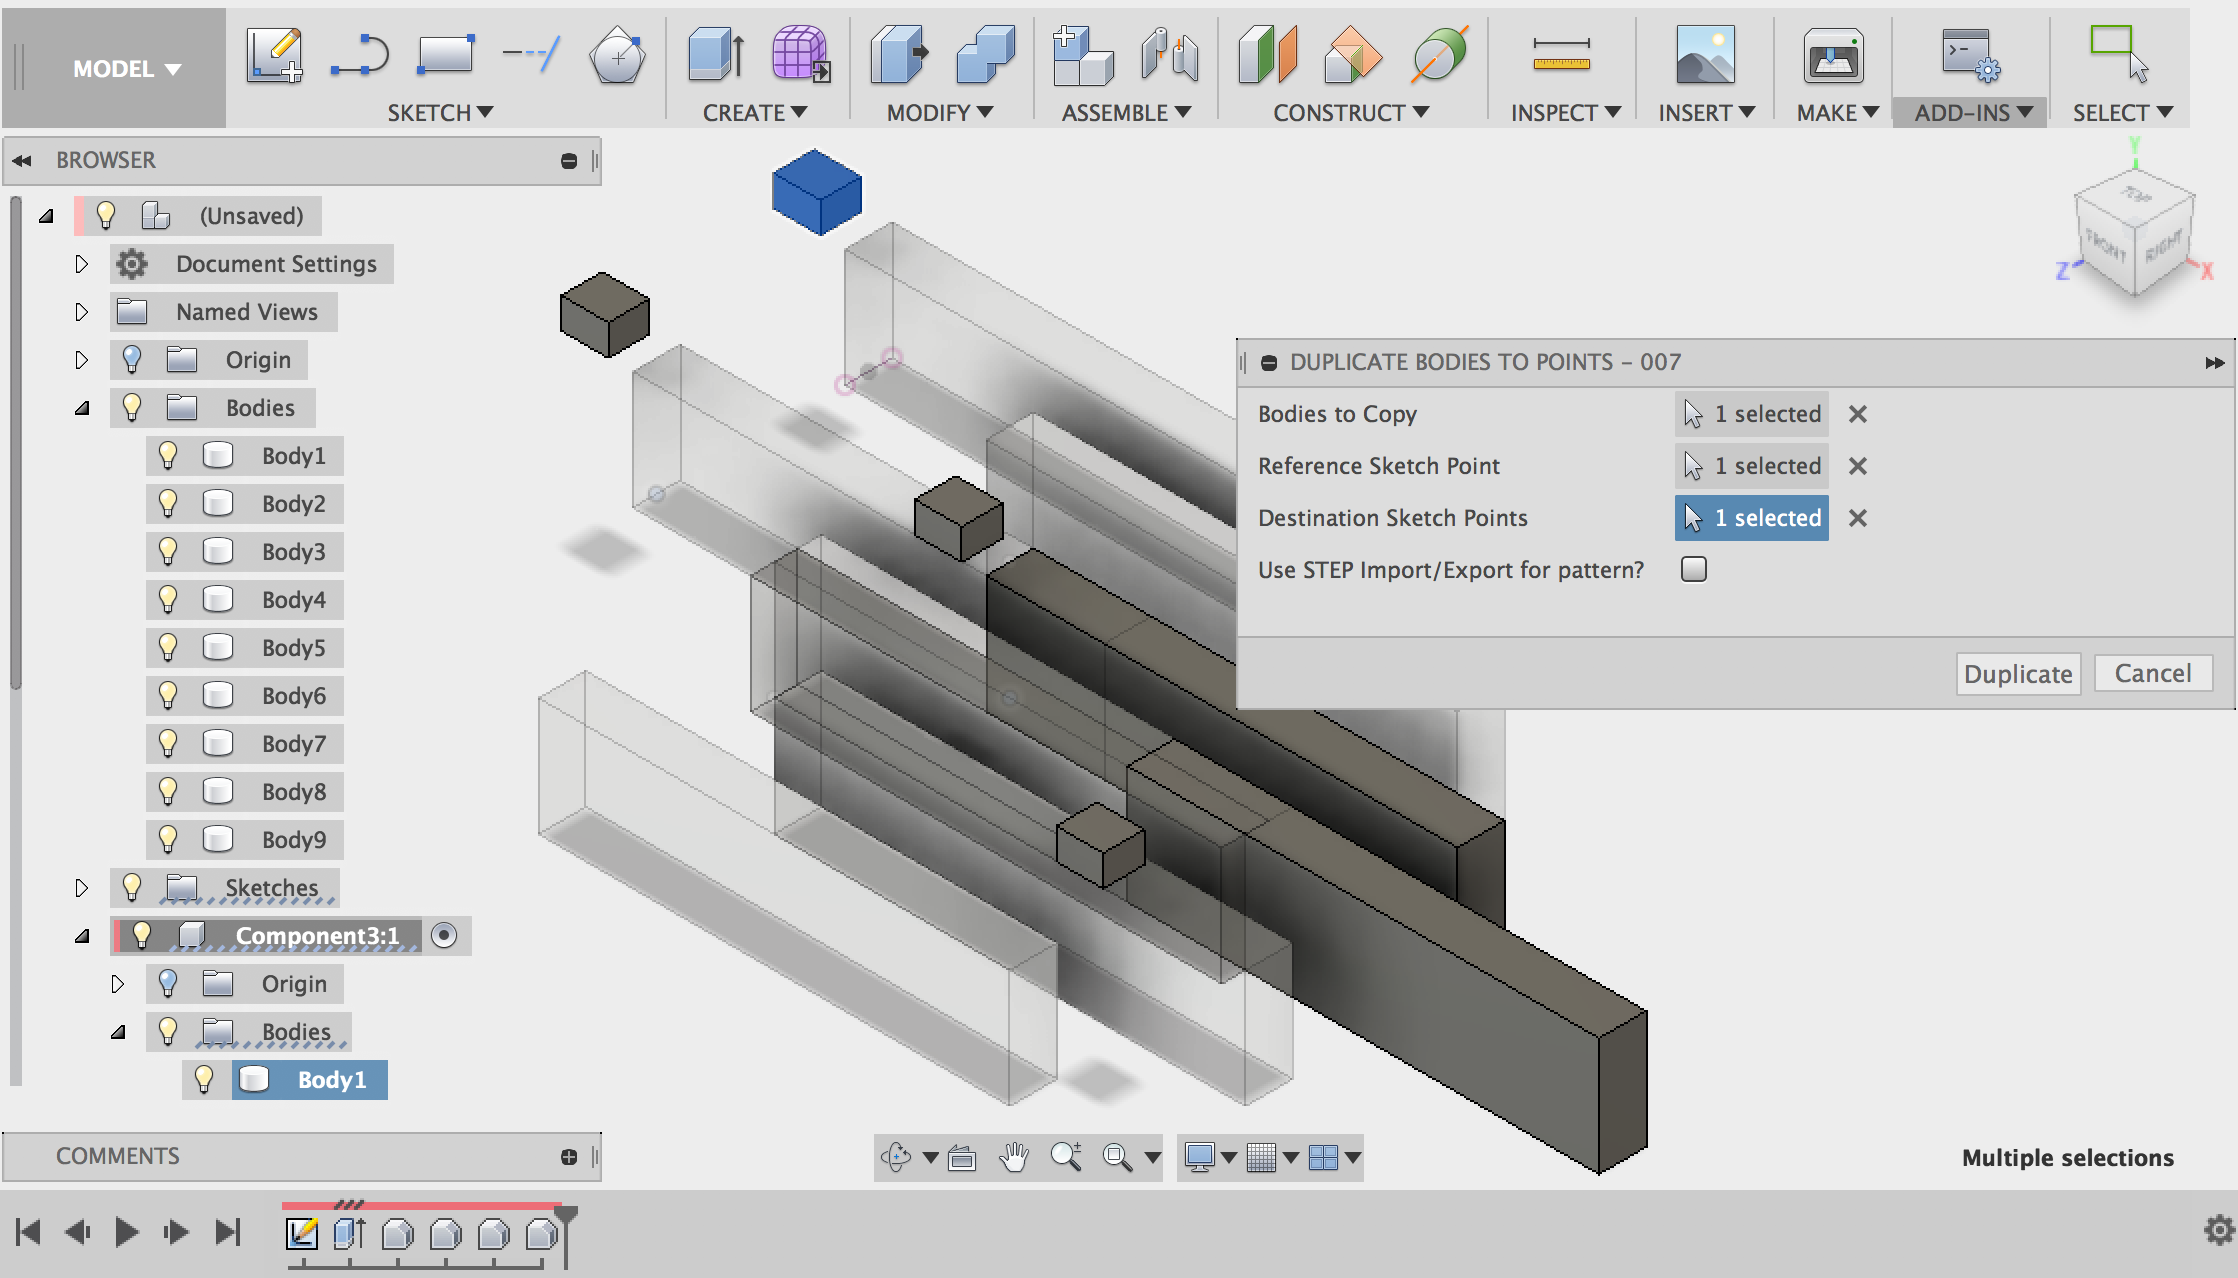 MODEL
SKETCH
CREATE
MODIFY
ASSEMBLE
CONSTRUCT
INSPECT
INSERT
MAKE
ADD-INS
SELECT
BROWSER
(Unsaved)
Document Settings
Named Views
Origin
Bodies
Body1
Body2
Body3
Body4
Body5
Body6
Body7
Body8
Body9
Sketches
Component3:1
Origin
Bodies
Body1
COMMENTS
Y
TOP
FRONT
RIGHT
Z
X
DUPLICATE BODIES TO POINTS - 007
Bodies to Copy
1 selected
Reference Sketch Point
1 selected
Destination Sketch Points
1 selected
Use STEP Import/Export for pattern?
Duplicate
Cancel
Multiple selections